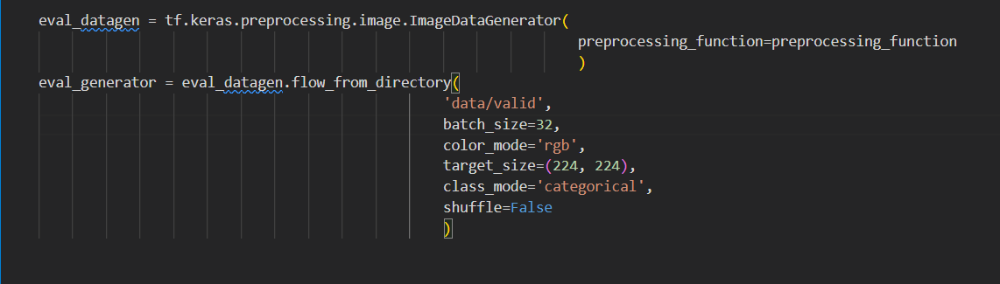 eval_datagen = tf.keras.preprocessing.image.ImageDataGenerator(
preprocessing_function=preprocessing_function
)
eval_generator = eval_datagen.flow_from_directory(
'data/valid',
batch_size=32,
color_mode='rgb',
target_size=(224, 224),
class_mode='categorical',
shuffle=False
)